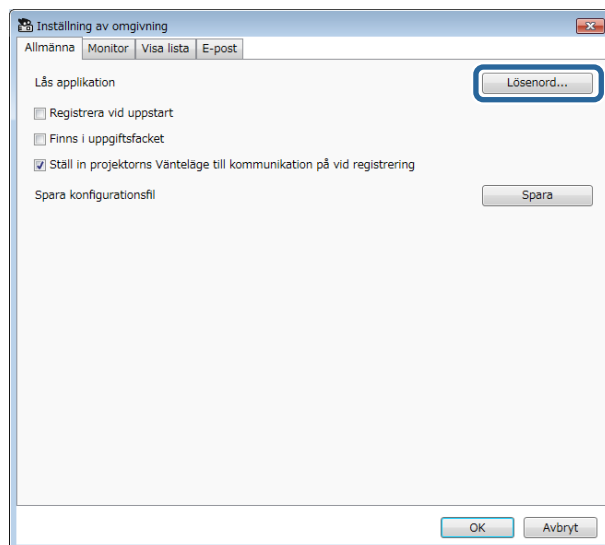 Inställning av omgivning
Allmänna Monitor Visa lista E-post
Lås applikation Lösenord...
Registrera vid uppstart
Finns i uppgiftsfacket
Ställ in projektorns Vänteläge till kommunikation på vid registrering
Spara konfigurationsfil Spara
OK Avbryt